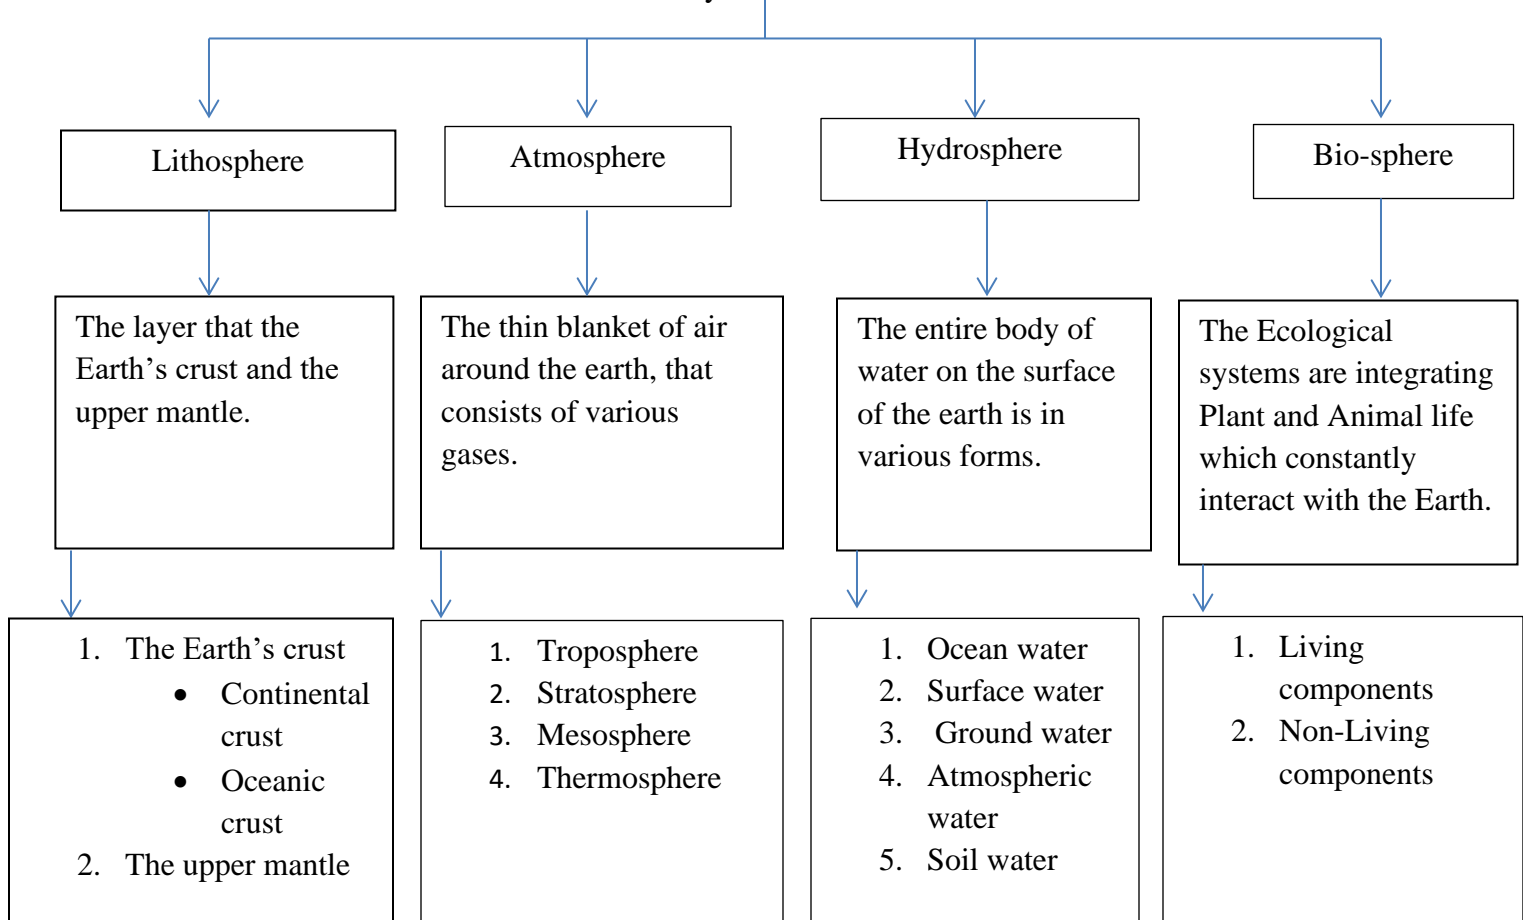 Lithosphere
Atmosphere
Hydrosphere
Bio-sphere
The layer that the
Earth’s crust and the
upper mantle.
The thin blanket of air
around the earth, that
consists of various
gases.
The entire body of
water on the surface
of the earth is in
various forms.
The Ecological
systems are integrating
Plant and Animal life
which constantly
interact with the Earth.
1. The Earth’s crust
• Continental
crust
• Oceanic
crust
2. The upper mantle
1. Troposphere
2. Stratosphere
3. Mesosphere
4. Thermosphere
1. Ocean water
2. Surface water
3. Ground water
4. Atmospheric
water
5. Soil water
1. Living
components
2. Non-Living
components